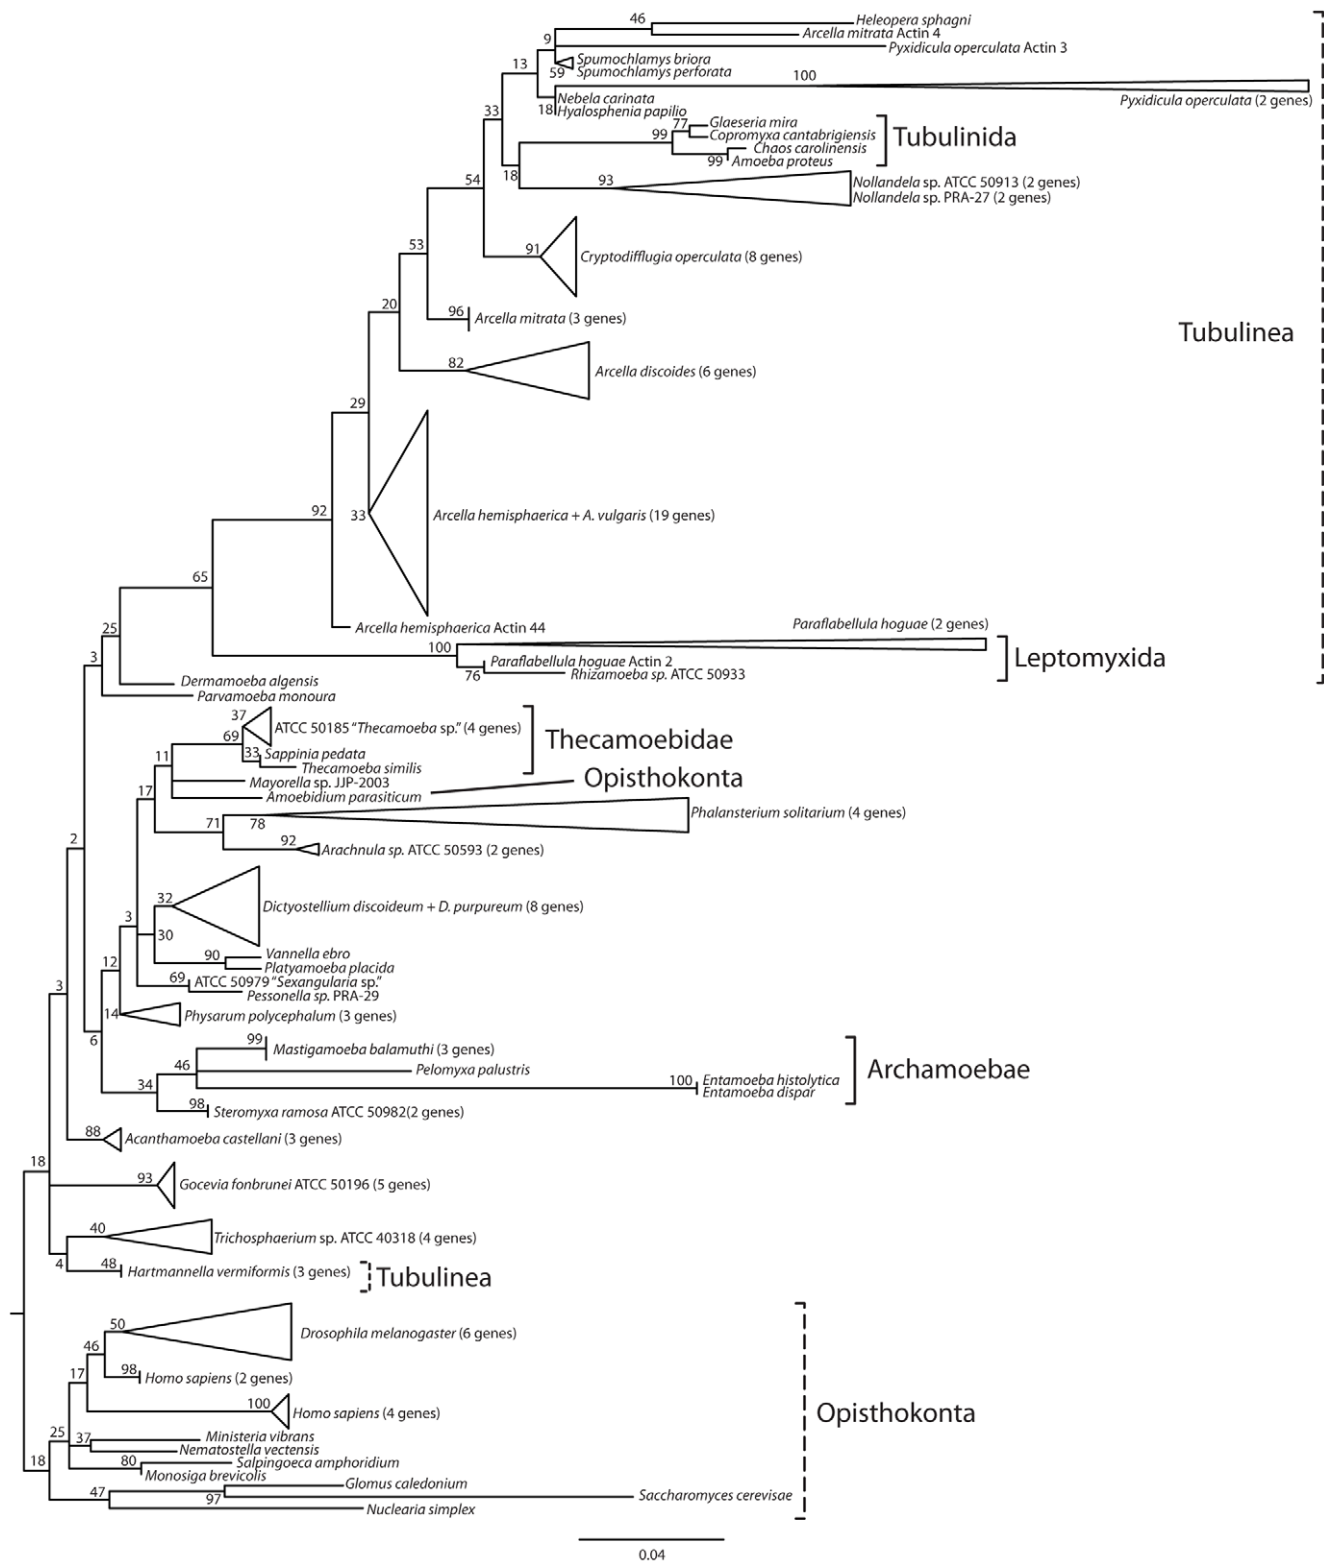 46
Heleopera sphagni
Arcella mitrata Actin 4
9
Pyxidicula operculata Actin 3
Spumochlamys briora
59
Spumochlamys perforata
13
100
Pyxidicula operculata (2 genes)
Nebela carinata
18
Hyalosphenia papilio
33
77
Glaeseria mira
99
Copromyxa cantabrigiensis
Tubulinida
Chaos carolinensis
99
Amoeba proteus
18
54
93
Nollandela sp. ATCC 50913 (2 genes)
Nollandela sp. PRA-27 (2 genes)
53
91
Cryptodifflugia operculata (8 genes)
20
96
Arcella mitrata (3 genes)
Tubulinea
82
Arcella discoides (6 genes)
29
92
33
Arcella hemisphaerica + A. vulgaris (19 genes)
65
Arcella hemisphaerica Actin 44
Paraflabellula hoguae (2 genes)
25
100
Leptomyxida
3
Paraflabellula hoguae Actin 2
76
Rhizamoeba sp. ATCC 50933
Dermamoeba algensis
Parvamoeba monoura
37
ATCC 50185 "Thecamoeba sp." (4 genes)
69
Thecamoebidae
33
Sappinia pedata
11
Thecamoeba similis
Mayorella sp. JJP-2003
Opisthokonta
17
Amoebidium parasiticum
71
78
Phalansterium solitarium (4 genes)
2
92
Arachnula sp. ATCC 50593 (2 genes)
32
Dictyostellium discoideum + D. purpureum (8 genes)
3
30
90
Vannella ebro
12
Platyamoeba placida
69
ATCC 50979 "Sexangularia sp."
3
Pessonella sp. PRA-29
14
Physarum polycephalum (3 genes)
6
99
Mastigamoeba balamuthi (3 genes)
46
Pelomyxa palustris
Archamoebae
34
100
Entamoeba histolytica
Entamoeba dispar
98
Steromyxa ramosa ATCC 50982(2 genes)
88
Acanthamoeba castellani (3 genes)
18
93
Gocevia fonbrunei ATCC 50196 (5 genes)
40
Trichosphaerium sp. ATCC 40318 (4 genes)
4
48
Hartmannella vermiformis (3 genes)
Tubulinea
50
Drosophila melanogaster (6 genes)
46
17
98
Homo sapiens (2 genes)
100
Homo sapiens (4 genes)
Opisthokonta
25
37
Ministeria vibrans
Nematostella vectensis
18
80
Salpingoeca amphoridium
Monosiga brevicolis
47
Glomus caledonium
97
Saccharomyces cerevisae
Nuclearia simplex
0.04